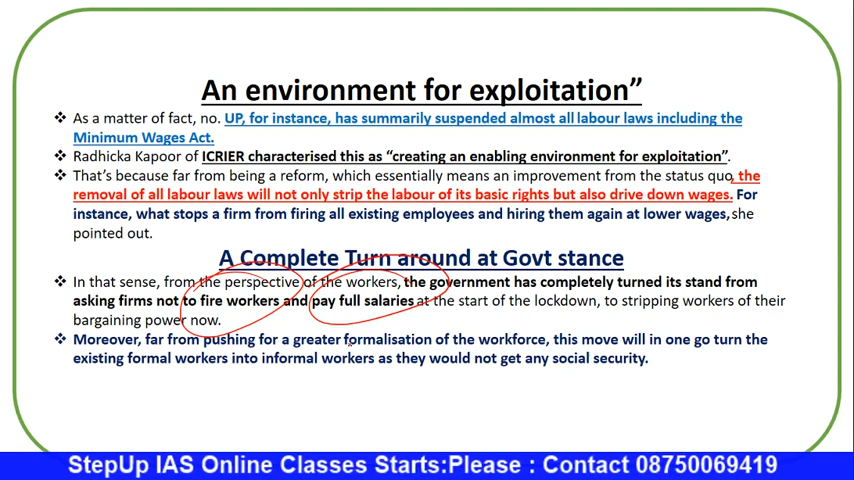 An environment for exploitation”
❖ As a matter of fact, no. UP, for instance, has summarily suspended almost all labour laws including the
Minimum Wages Act.
❖ Radhicka Kapoor of ICRIER characterised this as “creating an enabling environment for exploitation”.
❖ That’s because far from being a reform, which essentially means an improvement from the status quo, the
removal of all labour laws will not only strip the labour of its basic rights but also drive down wages. For
instance, what stops a firm from firing all existing employees and hiring them again at lower wages, she
pointed out.
A Complete Turn around at Govt stance
❖ In that sense, from the perspective of the workers, the government has completely turned its stand from
asking firms not to fire workers and pay full salaries at the start of the lockdown, to stripping workers of their
bargaining power now.
❖ Moreover, far from pushing for a greater formalisation of the workforce, this move will in one go turn the
existing formal workers into informal workers as they would not get any social security.
StepUp IAS Online Classes Starts:Please : Contact 08750069419